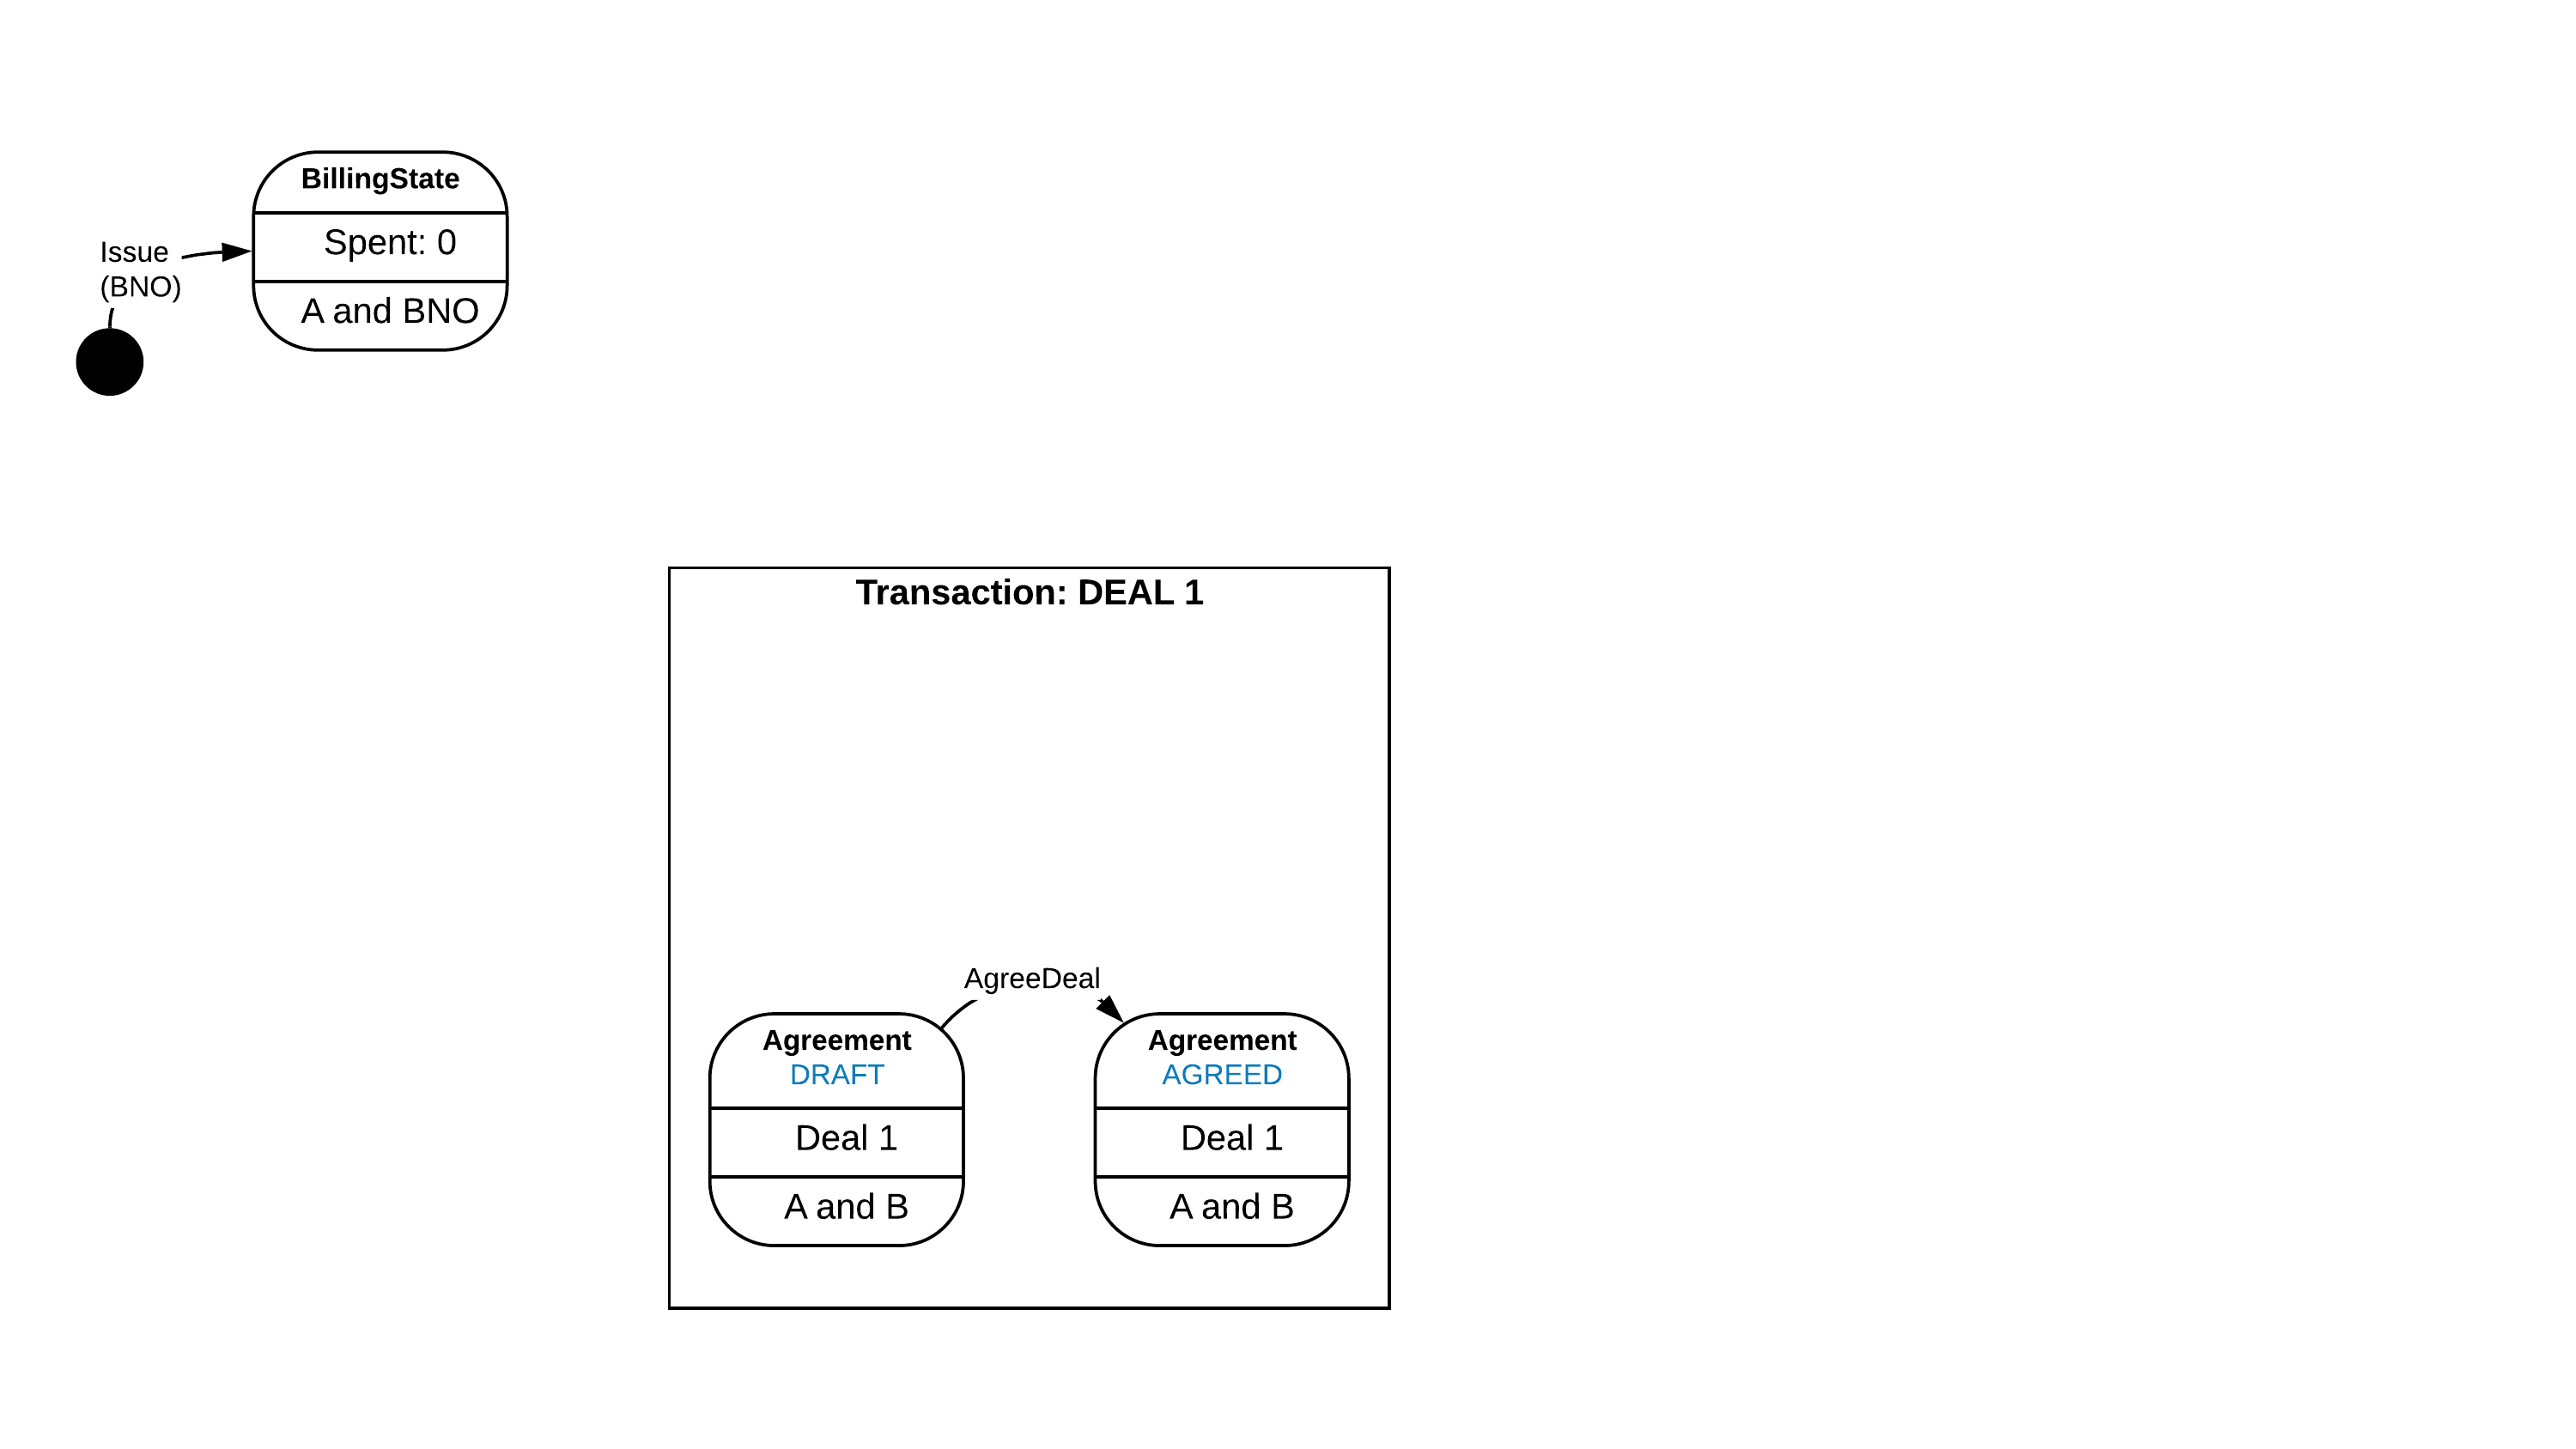 BillingState
Spent: 0
A and BNO
Issue
(BNO)
Transaction: DEAL 1
AgreeDeal
Agreement
DRAFT
Deal 1
A and B
Agreement
AGREED
Deal 1
A and B